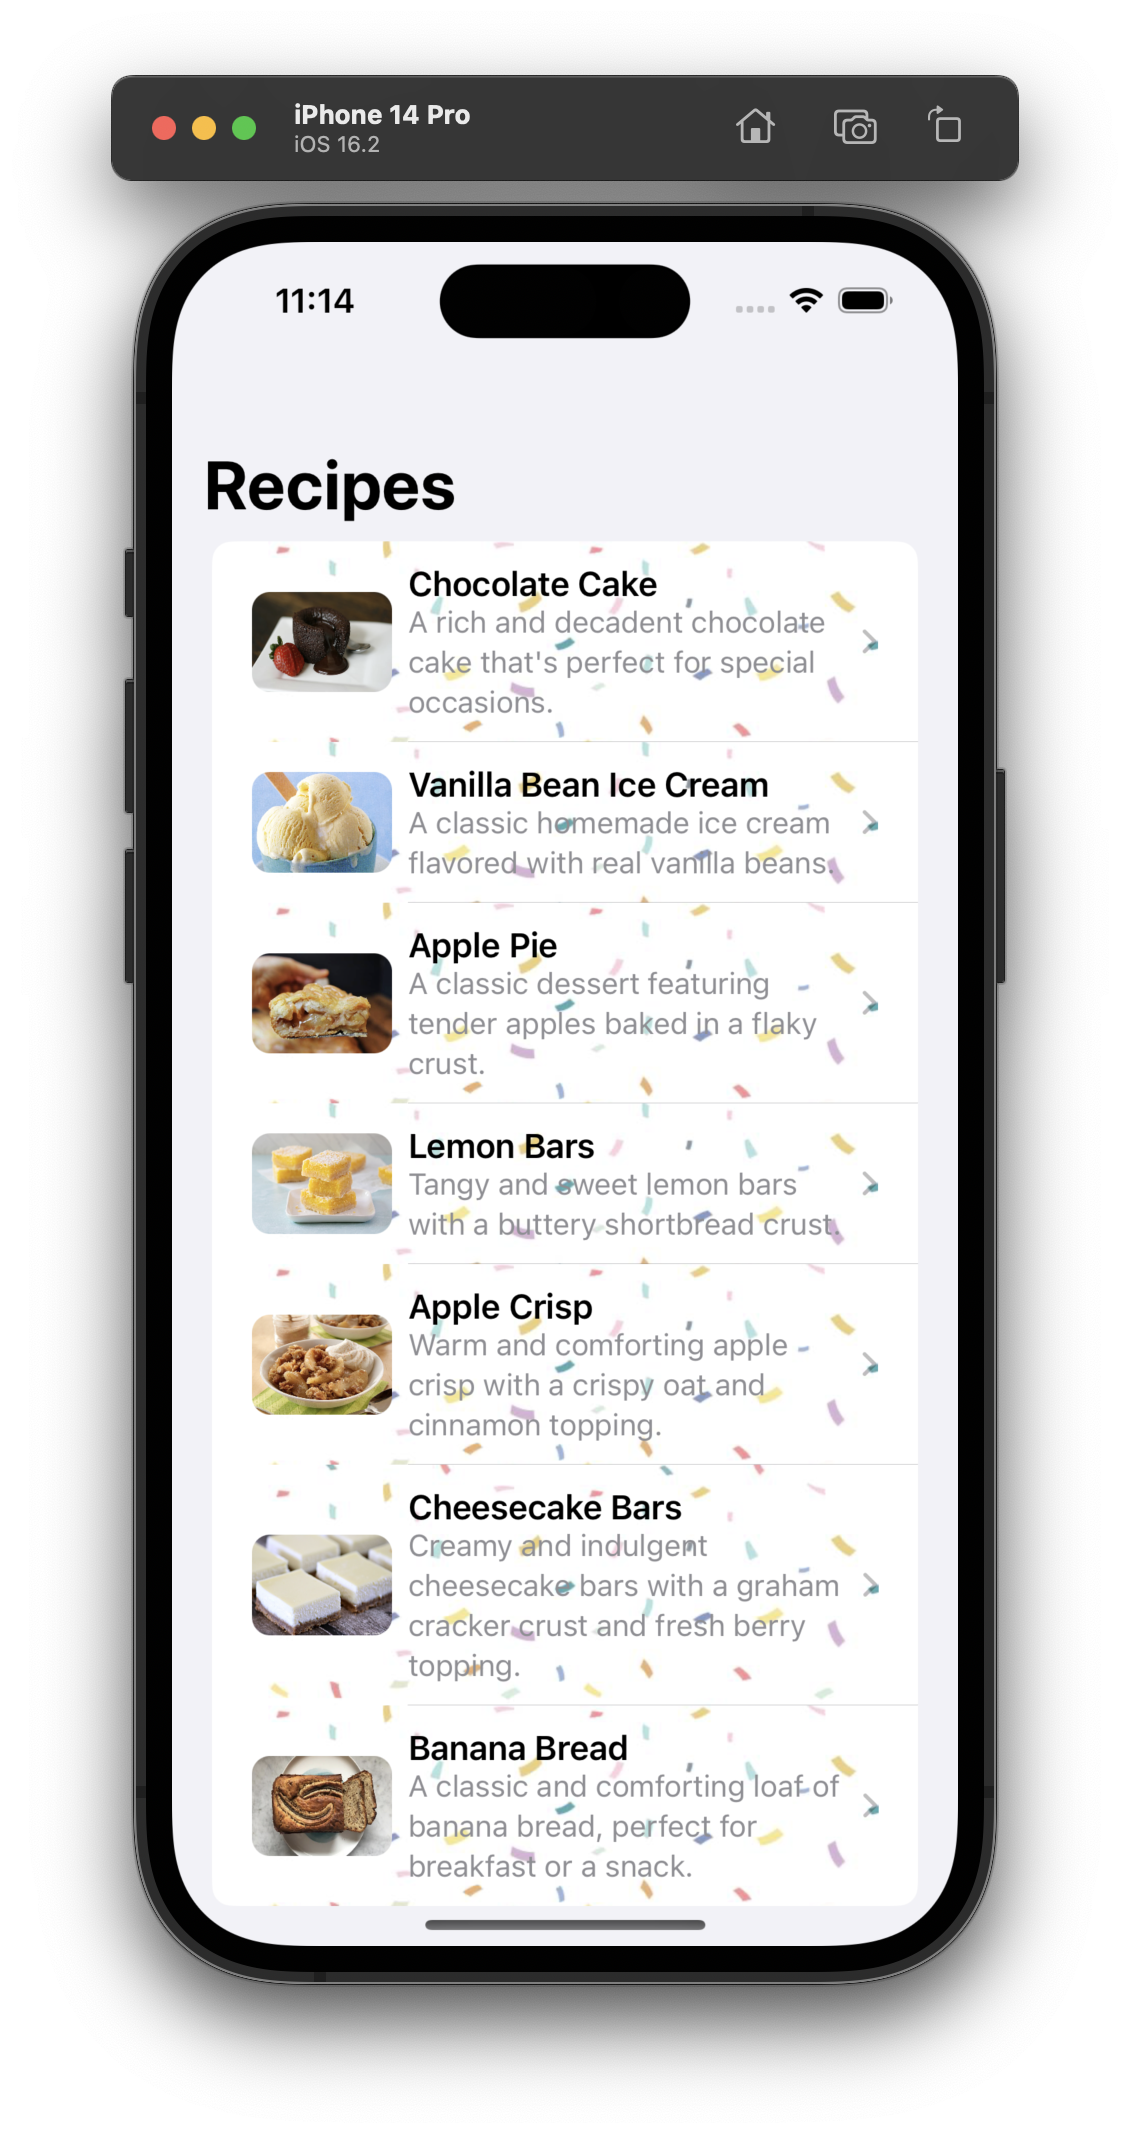 iPhone 14 Pro
iOS 16.2
11:14
Recipes
Chocolate Cake
A rich and decadent chocolate
cake that's perfect for special
occasions.
Vanilla Bean Ice Cream
A classic homemade ice cream
flavored with real vanilla beans.
Apple Pie
A classic dessert featuring
tender apples baked in a flaky
crust.
Lemon Bars
Tangy and sweet lemon bars
with a buttery shortbread crust.
Apple Crisp
Warm and comforting apple
crisp with a crispy oat and
cinnamon topping.
Cheesecake Bars
Creamy and indulgent
cheesecake bars with a graham
cracker crust and fresh berry
topping.
Banana Bread
A classic and comforting loaf of
banana bread, perfect for
breakfast or a snack.